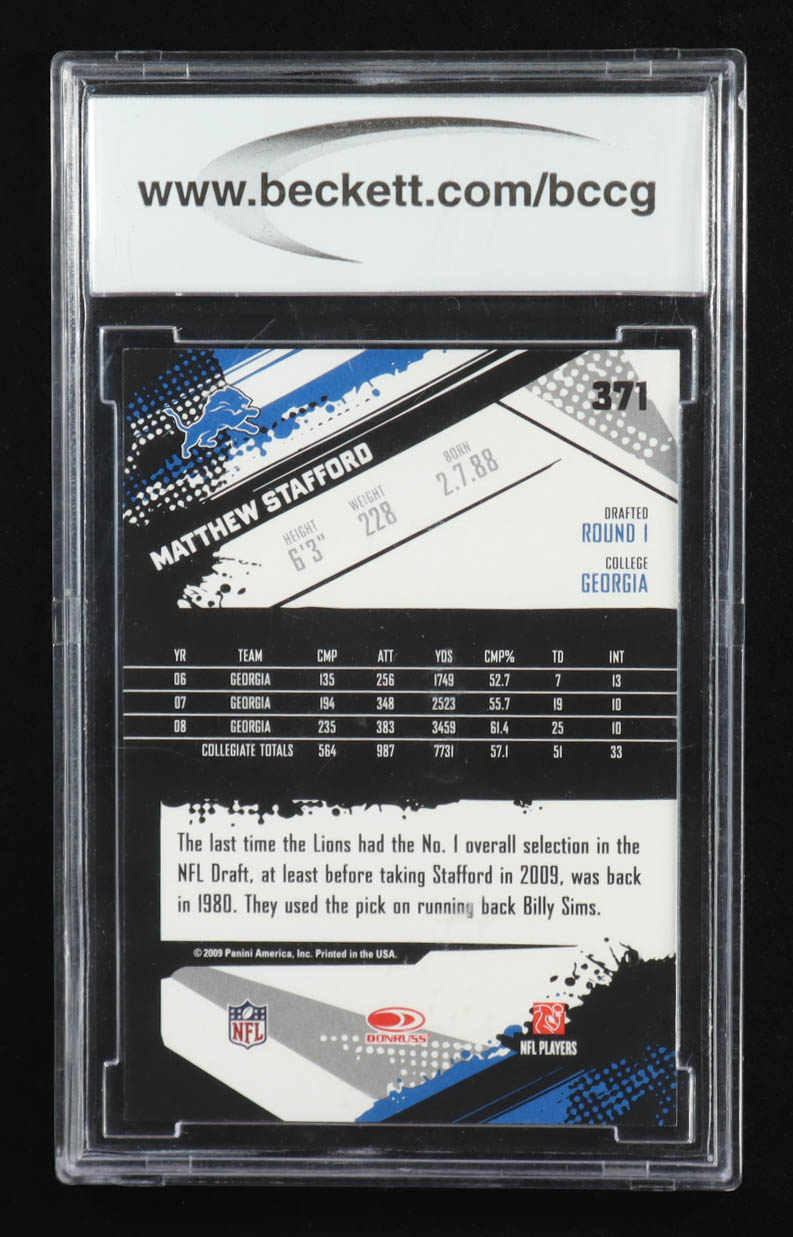 www.beckett.com/bccg
371
MATTHEW STAFFORD
HEIGHT WEIGHT BORN
6'3" 228 2.7.88
DRAFTED
ROUND 1
COLLEGE
GEORGIA
YR TEAM CMP ATT YDS CMP% TD INT
06 GEORGIA 135 256 1749 52.7 7 13
07 GEORGIA 194 348 2523 55.7 19 10
08 GEORGIA 235 383 3459 61.4 25 10
COLLEGIATE TOTALS 564 987 7731 57.1 51 33
The last time the Lions had the No. 1 overall selection in the
NFL Draft, at least before taking Stafford in 2009, was back
in 1980. They used the pick on running back Billy Sims.
© 2009 Panini America, Inc. Printed in the USA.
NFL
DONRUSS
NFL PLAYERS